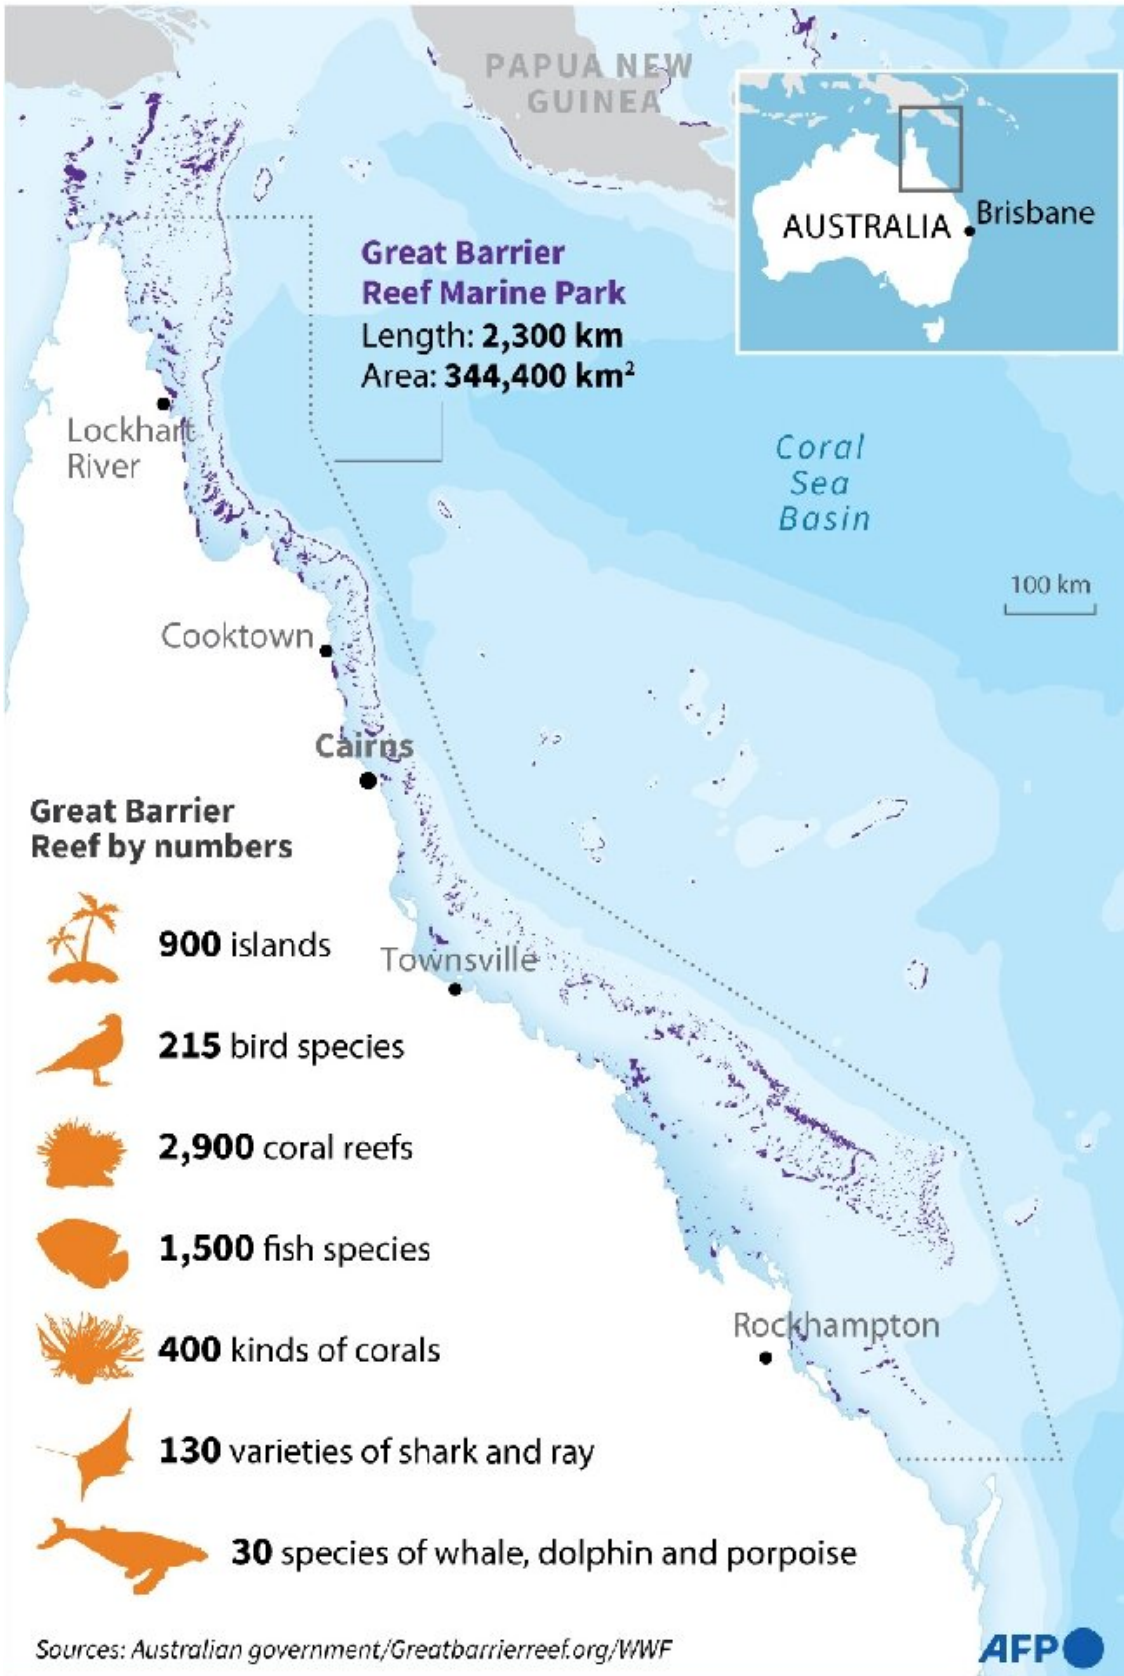 PAPUA NEW
GUINEA
AUSTRALIA
Brisbane
Great Barrier
Reef Marine Park
Length: 2,300 km
Area: 344,400 km²
Lockhart
River
Coral
Sea
Basin
100 km
Cooktown
Cairns
Great Barrier
Reef by numbers
900 islands
Townsville
215 bird species
2,900 coral reefs
1,500 fish species
Rockhampton
400 kinds of corals
130 varieties of shark and ray
30 species of whale, dolphin and porpoise
Sources: Australian government/Greatbarrierreef.org/WWF
AFP